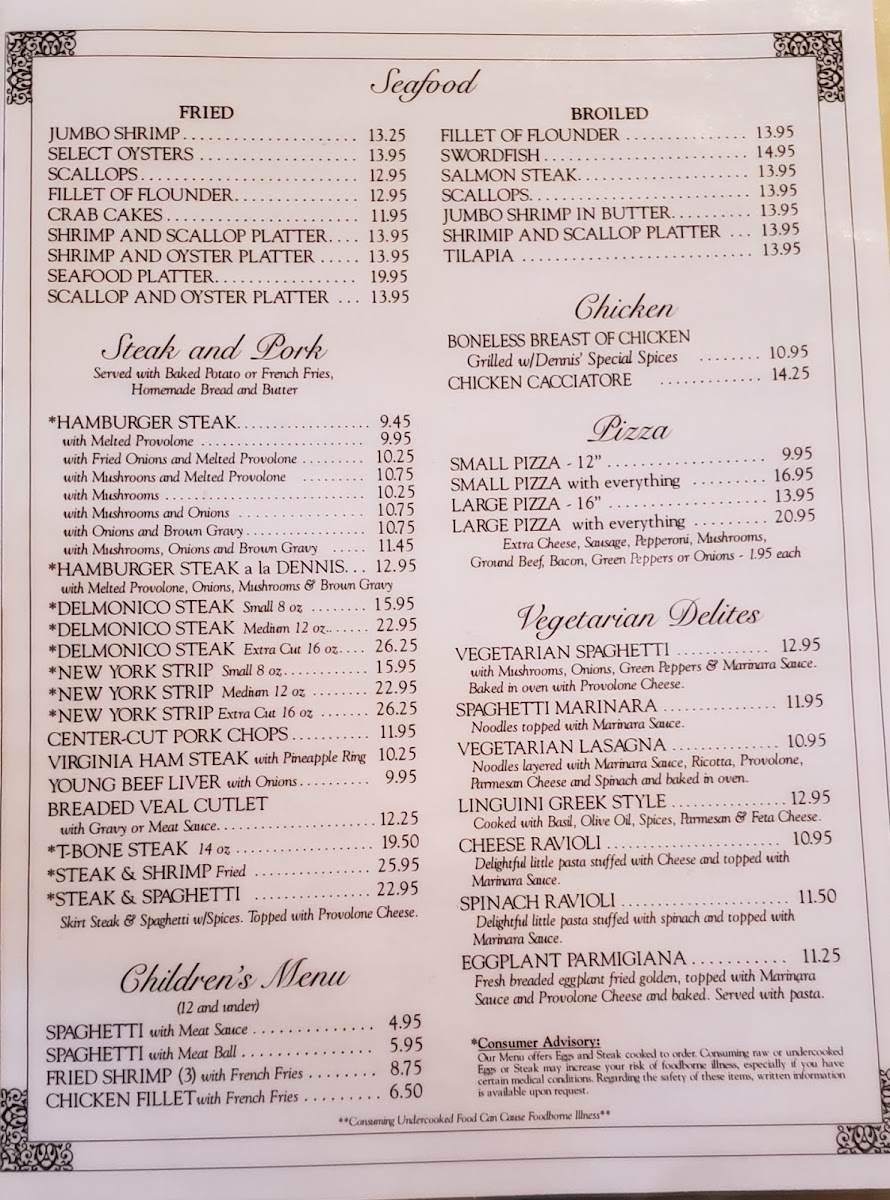 Seafood
FRIED
JUMBO SHRIMP.................... 13.25
SELECT OYSTERS .................. 13.95
SCALLOPS......................... 12.95
FILLET OF FLOUNDER.............. 12.95
CRAB CAKES ...................... 11.95
SHRIMP AND SCALLOP PLATTER.... 13.95
SHRIMP AND OYSTER PLATTER ..... 13.95
SEAFOOD PLATTER................ 19.95
SCALLOP AND OYSTER PLATTER ... 13.95
Steak and Pork
Served with Baked Potato or French Fries,
Homemade Bread and Butter
*HAMBURGER STEAK................... 9.45
with Melted Provolone ................... 9.95
with Fried Onions and Melted Provolone ......... 10.25
with Mushroons and Melted Provolone ......... 10.75
with Mushrooms ....................... 10.25
with Mushrooms and Onions ............... 10.75
with Onions and Brown Gravy............... 10.75
with Mushrooms, Onions and Brown Gravy ..... 11.45
*HAMBURGER STEAK a la DENNIS... 12.95
with Melted Provolone, Onions, Mushrooms & Brown Gravy
*DELMONICO STEAK Small 8 oz ........ 15.95
*DELMONICO STEAK Medium 12 oz....... 22.95
*DELMONICO STEAK Extra Cut 16 oz.... 26.25
*NEW YORK STRIP Small 8 oz............ 15.95
*NEW YORK STRIP Medium 12 oz ........ 22.95
*NEW YORK STRIP Extra Cut 16 oz ....... 26.25
CENTER-CUT PORK CHOPS........... 11.95
VIRGINIA HAM STEAK with Pineapple Ring 10.25
YOUNG BEEF LIVER with Onions.......... 9.95
BREADED VEAL CUTLET
with Gravy or Meat Sauce.................... 12.25
*T-BONE STEAK 14 oz .................. 19.50
*STEAK & SHRIMP Fried ............... 25.95
*STEAK & SPAGHETTI ............... 22.95
Skirt Steak & Spaghetti w/Spices. Topped with Provolone Cheese.
Children's Menu
(12 and under)
SPAGHETTI with Meat Sauce .............. 4.95
SPAGHETTI with Meat Ball ............... 5.95
FRIED SHRIMP (3) with French Fries ........ 8.75
CHICKEN FILLET with French Fries ......... 6.50
BROILED
FILLET OF FLOUNDER ............... 13.95
SWORDFISH......................... 14.95
SALMON STEAK..................... 13.95
SCALLOPS.......................... 13.95
JUMBO SHRIMP IN BUTTER.......... 13.95
SHRIMIP AND SCALLOP PLATTER ... 13.95
TILAPIA ............................ 13.95
Chicken
BONELESS BREAST OF CHICKEN
Grilled w/Dennis' Special Spices ........ 10.95
CHICKEN CACCIATORE ............ 14.25
Pizza
SMALL PIZZA - 12" ..................... 9.95
SMALL PIZZA with everything ......... 16.95
LARGE PIZZA - 16" .................... 13.95
LARGE PIZZA with everything ......... 20.95
Extra Cheese, Sausage, Pepperoni, Mushrooms,
Ground Beef, Bacon, Green Peppers or Onions - 1.95 each
Vegetarian Delites
VEGETARIAN SPAGHETTI ........... 12.95
with Mushrooms, Onions, Green Peppers & Marinara Sauce.
Baked in oven with Provolone Cheese.
SPAGHETTI MARINARA ............. 11.95
Noodles topped with Marinara Sauce.
VEGETARIAN LASAGNA ............. 10.95
Noodles layered with Marinara Sauce, Ricotta, Provolone,
Parmesan Cheese and Spinach and baked in oven.
LINGUINI GREEK STYLE .............. 12.95
Cooked with Basil, Olive Oil, Spices, Parmesan & Feta Cheese.
CHEESE RAVIOLI ..................... 10.95
Delightful little pasta stuffed with Cheese and topped with
Marinara Sauce.
SPINACH RAVIOLI .................... 11.50
Delightful little pasta stuffed with spinach and topped with
Marinara Sauce.
EGGPLANT PARMIGIANA ........... 11.25
Fresh breaded eggplant fried golden, topped with Marinara
Sauce and Provolone Cheese and baked. Served with pasta.
*Consumer Advisory:
Our Menu offers Eggs and Steak cooked to order. Consuming raw or undercooked
Eggs or Steak may increase your risk of foodborne illness, especially if you have
certain medical conditions. Regarding the safety of these items, written information
is available upon request.
**Consuming Undercooked Food Can Cause Foodborne Illness**